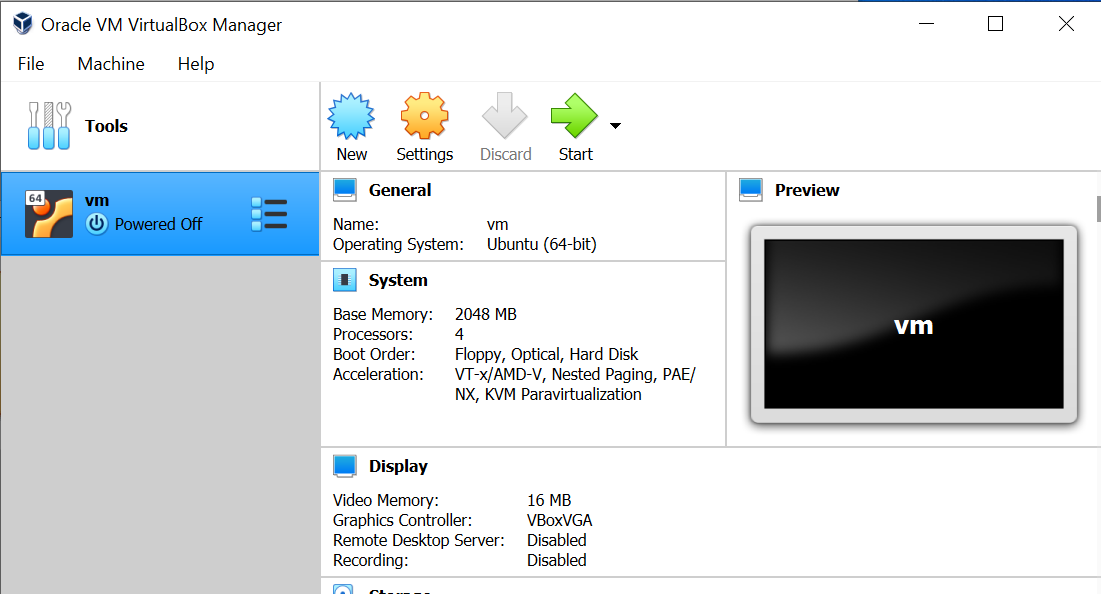 Oracle VM VirtualBox Manager
File Machine Help
Tools
New Settings Discard Start
64
vm
Powered Off
General
Name: vm
Operating System: Ubuntu (64-bit)
System
Base Memory: 2048 MB
Processors: 4
Boot Order: Floppy, Optical, Hard Disk
Acceleration: VT-x/AMD-V, Nested Paging, PAE/
NX, KVM Paravirtualization
Preview
vm
Display
Video Memory: 16 MB
Graphics Controller: VBoxVGA
Remote Desktop Server: Disabled
Recording: Disabled
Storage